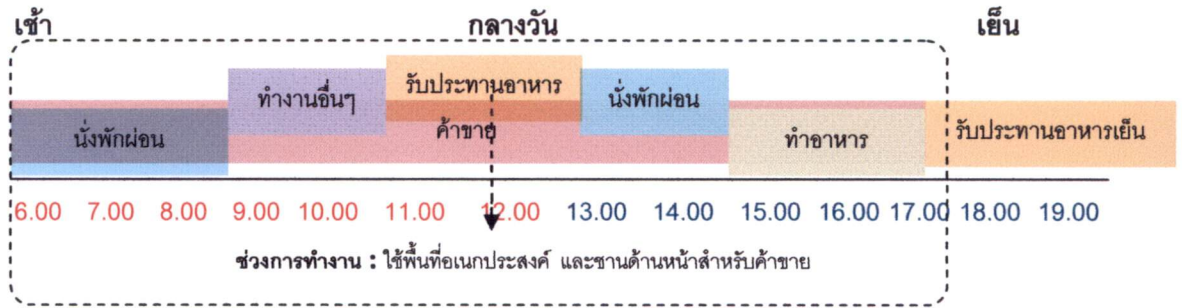 เช้า กลางวัน เย็น
รับประทานอาหาร
ทำงานอื่นๆ นั่งพักผ่อน
นั่งพักผ่อน ค้าขาย ทำอาหาร รับประทานอาหารเย็น
6.00 7.00 8.00 9.00 10.00 11.00 12.00 13.00 14.00 15.00 16.00 17.00 18.00 19.00
ช่วงการทำงาน : ใช้พื้นที่อเนกประสงค์ และชานด้านหน้าสำหรับค้าขาย